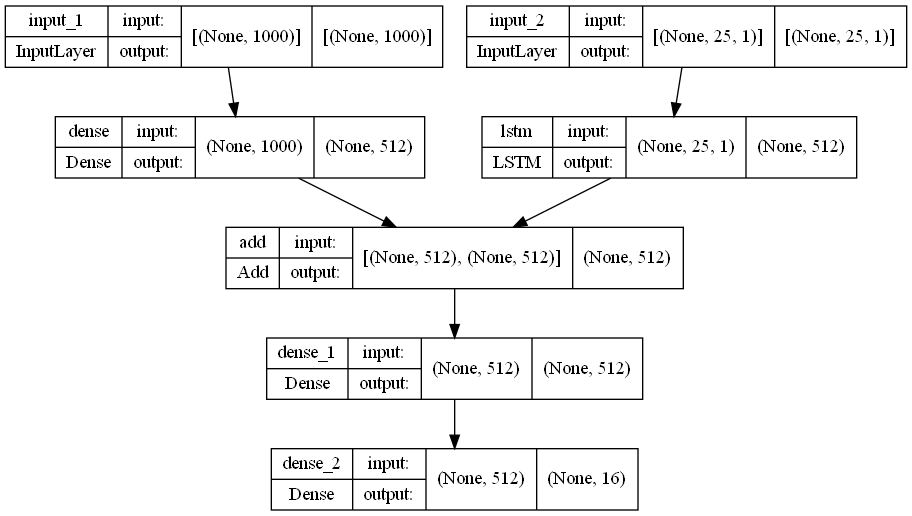 input_1 input: [(None, 1000)] [(None, 1000)]
InputLayer output:
input_2 input: [(None, 25, 1)] [(None, 25, 1)]
InputLayer output:
dense input: (None, 1000) (None, 512)
Dense output:
lstm input: (None, 25, 1) (None, 512)
LSTM output:
add input: [(None, 512), (None, 512)] (None, 512)
Add output:
dense_1 input: (None, 512) (None, 512)
Dense output:
dense_2 input: (None, 512) (None, 16)
Dense output: